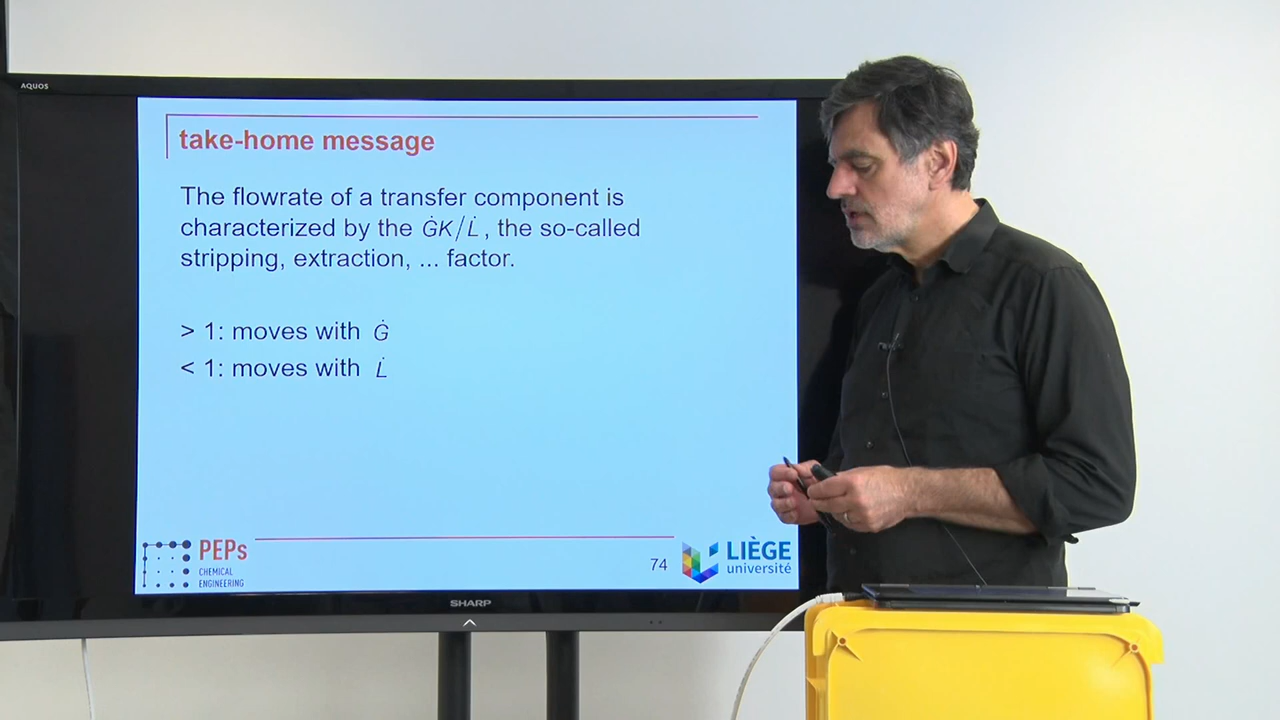 AQUOS
take-home message
The flowrate of a transfer component is
characterized by the ĠK/L̇, the so-called
stripping, extraction, ... factor.
> 1: moves with Ġ
< 1: moves with L̇
PEPs
CHEMICAL
ENGINEERING
74
LIÈGE
université
SHARP